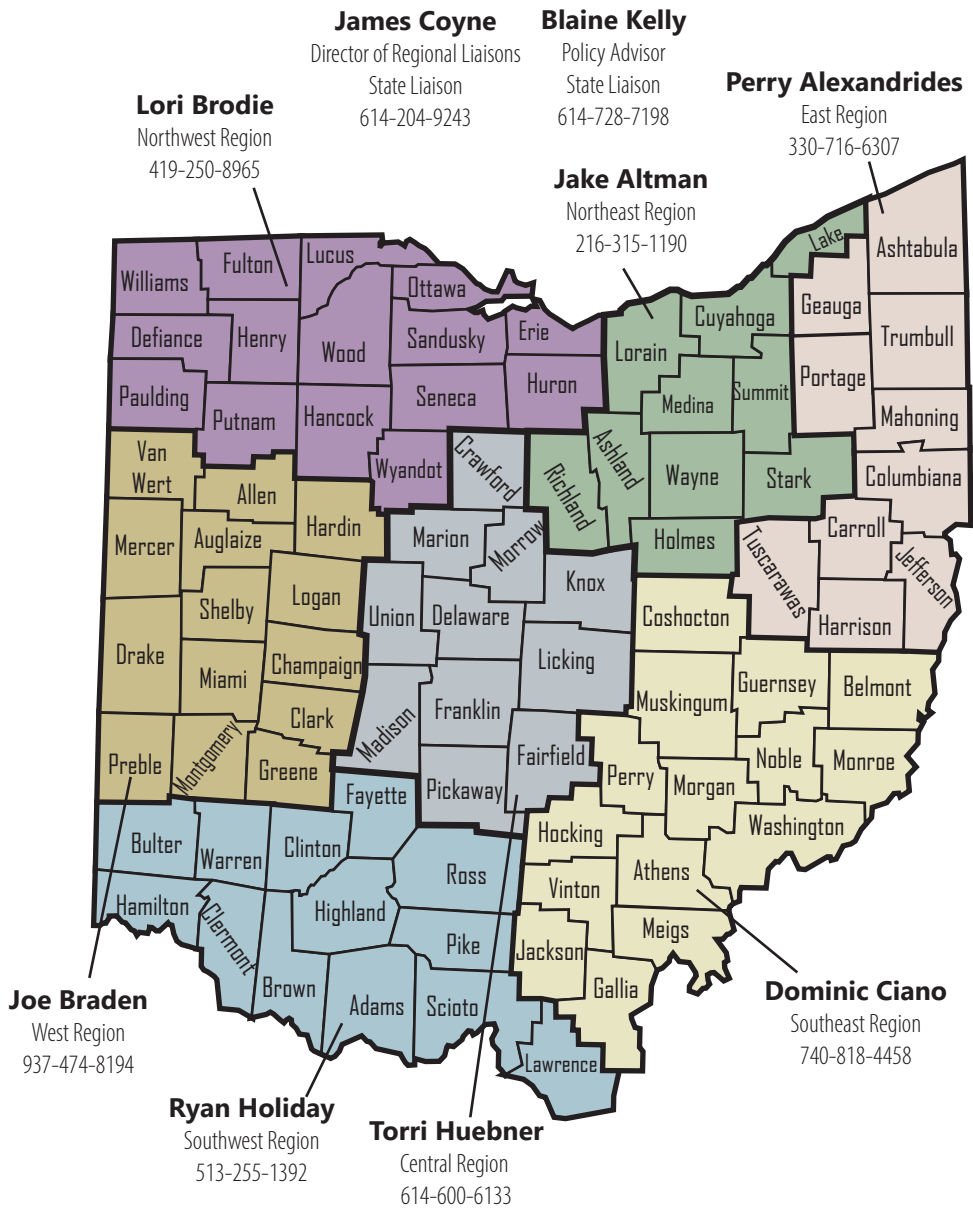 James Coyne
Director of Regional Liaisons
State Liaison
614-204-9243
Blaine Kelly
Policy Advisor
State Liaison
614-728-7198
Perry Alexandrides
East Region
330-716-6307
Lori Brodie
Northwest Region
419-250-8965
Jake Altman
Northeast Region
216-315-1190
Williams
Fulton
Lucus
Ottawa
Defiance
Henry
Wood
Sandusky
Erie
Paulding
Putnam
Hancock
Seneca
Huron
Wyandot
Lake
Ashtabula
Geauga
Cuyahoga
Trumbull
Lorain
Portage
Medina
Summit
Mahoning
Ashland
Richland
Wayne
Stark
Columbiana
Holmes
Carroll
Jefferson
Tuscarawas
Harrison
Van
Wert
Allen
Hardin
Mercer
Auglaize
Logan
Shelby
Drake
Miami
Champaign
Clark
Preble
Montgomery
Greene
Crawford
Marion
Morrow
Knox
Union
Delaware
Licking
Franklin
Madison
Fairfield
Pickaway
Coshocton
Muskingum
Guernsey
Belmont
Noble
Monroe
Perry
Morgan
Washington
Hocking
Athens
Vinton
Meigs
Jackson
Gallia
Fayette
Bulter
Warren
Clinton
Ross
Hamilton
Clermont
Highland
Pike
Brown
Adams
Scioto
Lawrence
Joe Braden
West Region
937-474-8194
Dominic Ciano
Southeast Region
740-818-4458
Ryan Holiday
Southwest Region
513-255-1392
Torri Huebner
Central Region
614-600-6133